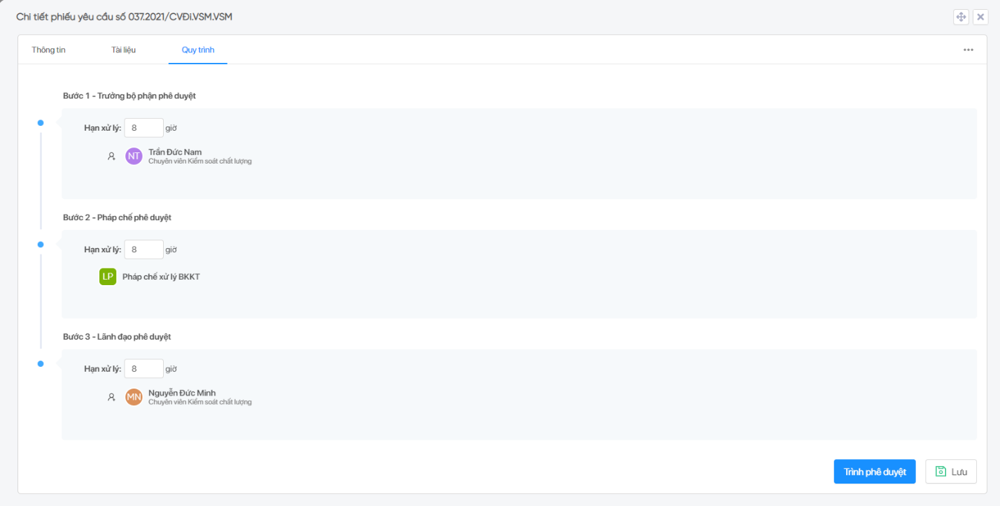 Chi tiết phiếu yêu cầu số 037.2021/CVĐi.VSM.VSM
Thông tin
Tài liệu
Quy trình
Bước 1 - Trưởng bộ phận phê duyệt
Hạn xử lý: 8 giờ
NT Trần Đức Nam
Chuyên viên Kiểm soát chất lượng
Bước 2 - Pháp chế phê duyệt
Hạn xử lý: 8 giờ
LP Pháp chế xử lý BKKT
Bước 3 - Lãnh đạo phê duyệt
Hạn xử lý: 8 giờ
MN Nguyễn Đức Minh
Chuyên viên Kiểm soát chất lượng
Trình phê duyệt
Lưu